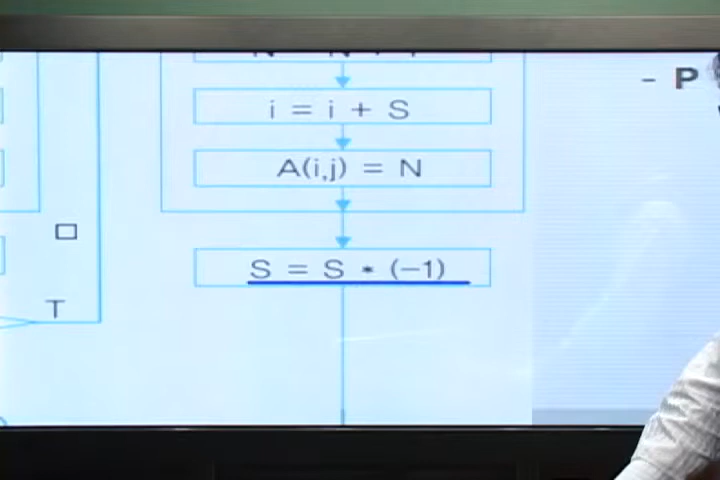 i = i + S
- P
A(i,j) = N
S = S * (-1)
T